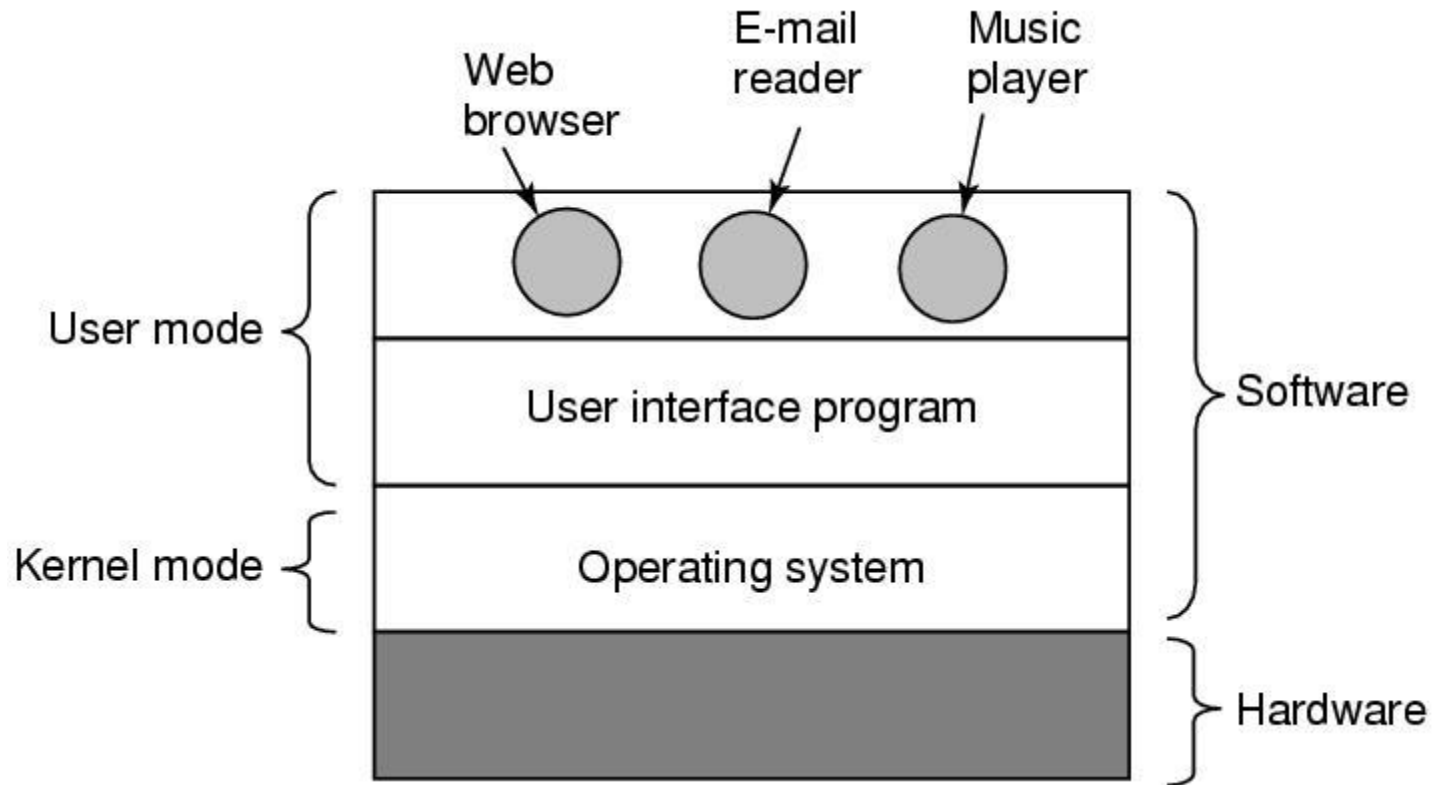 Web
browser
E-mail
reader
Music
player
User mode
User interface program
Software
Kernel mode
Operating system
Hardware